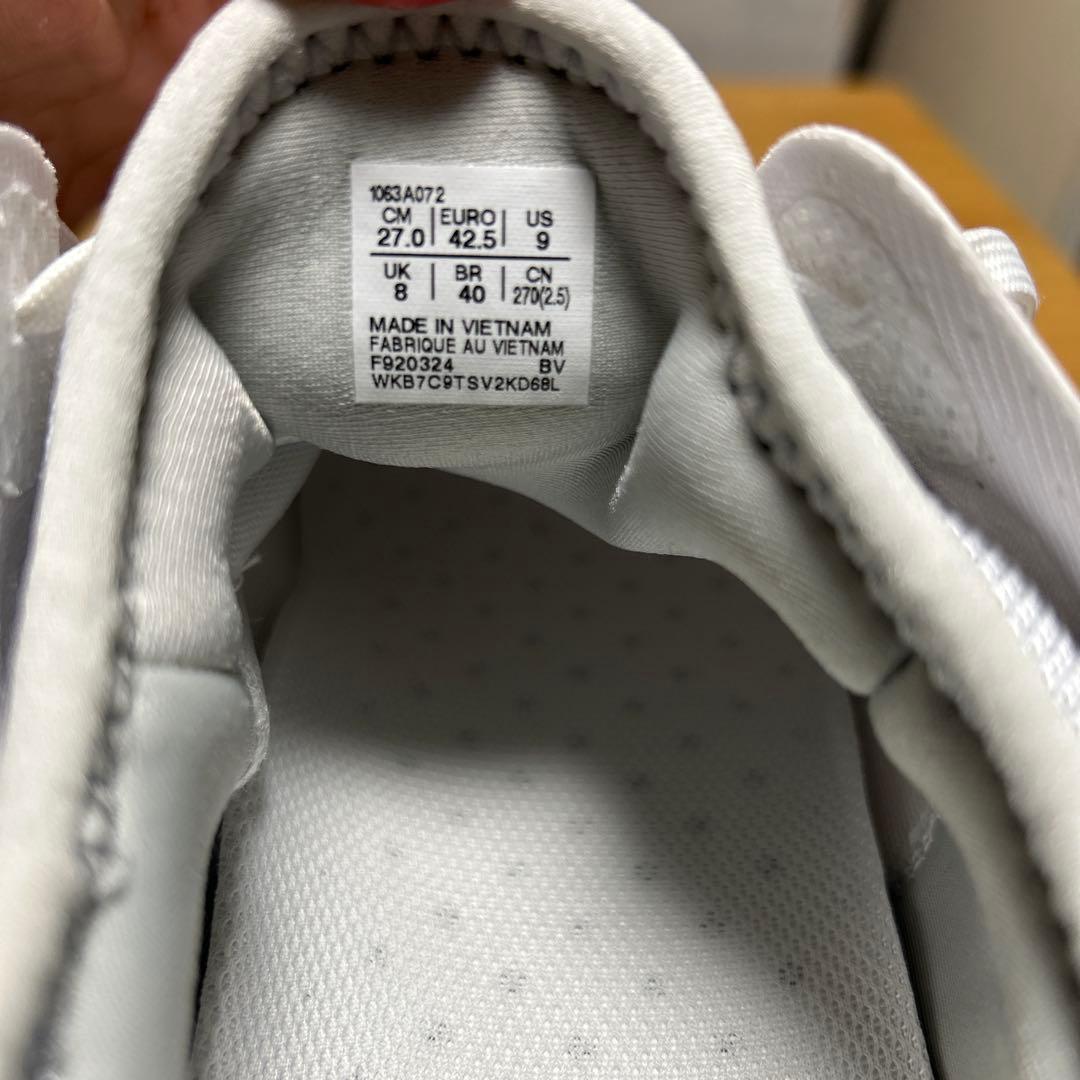 1063A072
CM | EURO | US
27.0 | 42.5 | 9
UK | BR | CN
8 | 40 | 270(2.5)
MADE IN VIETNAM
FABRIQUE AU VIETNAM
F920324 BV
WKB7C9TSV2KD68L